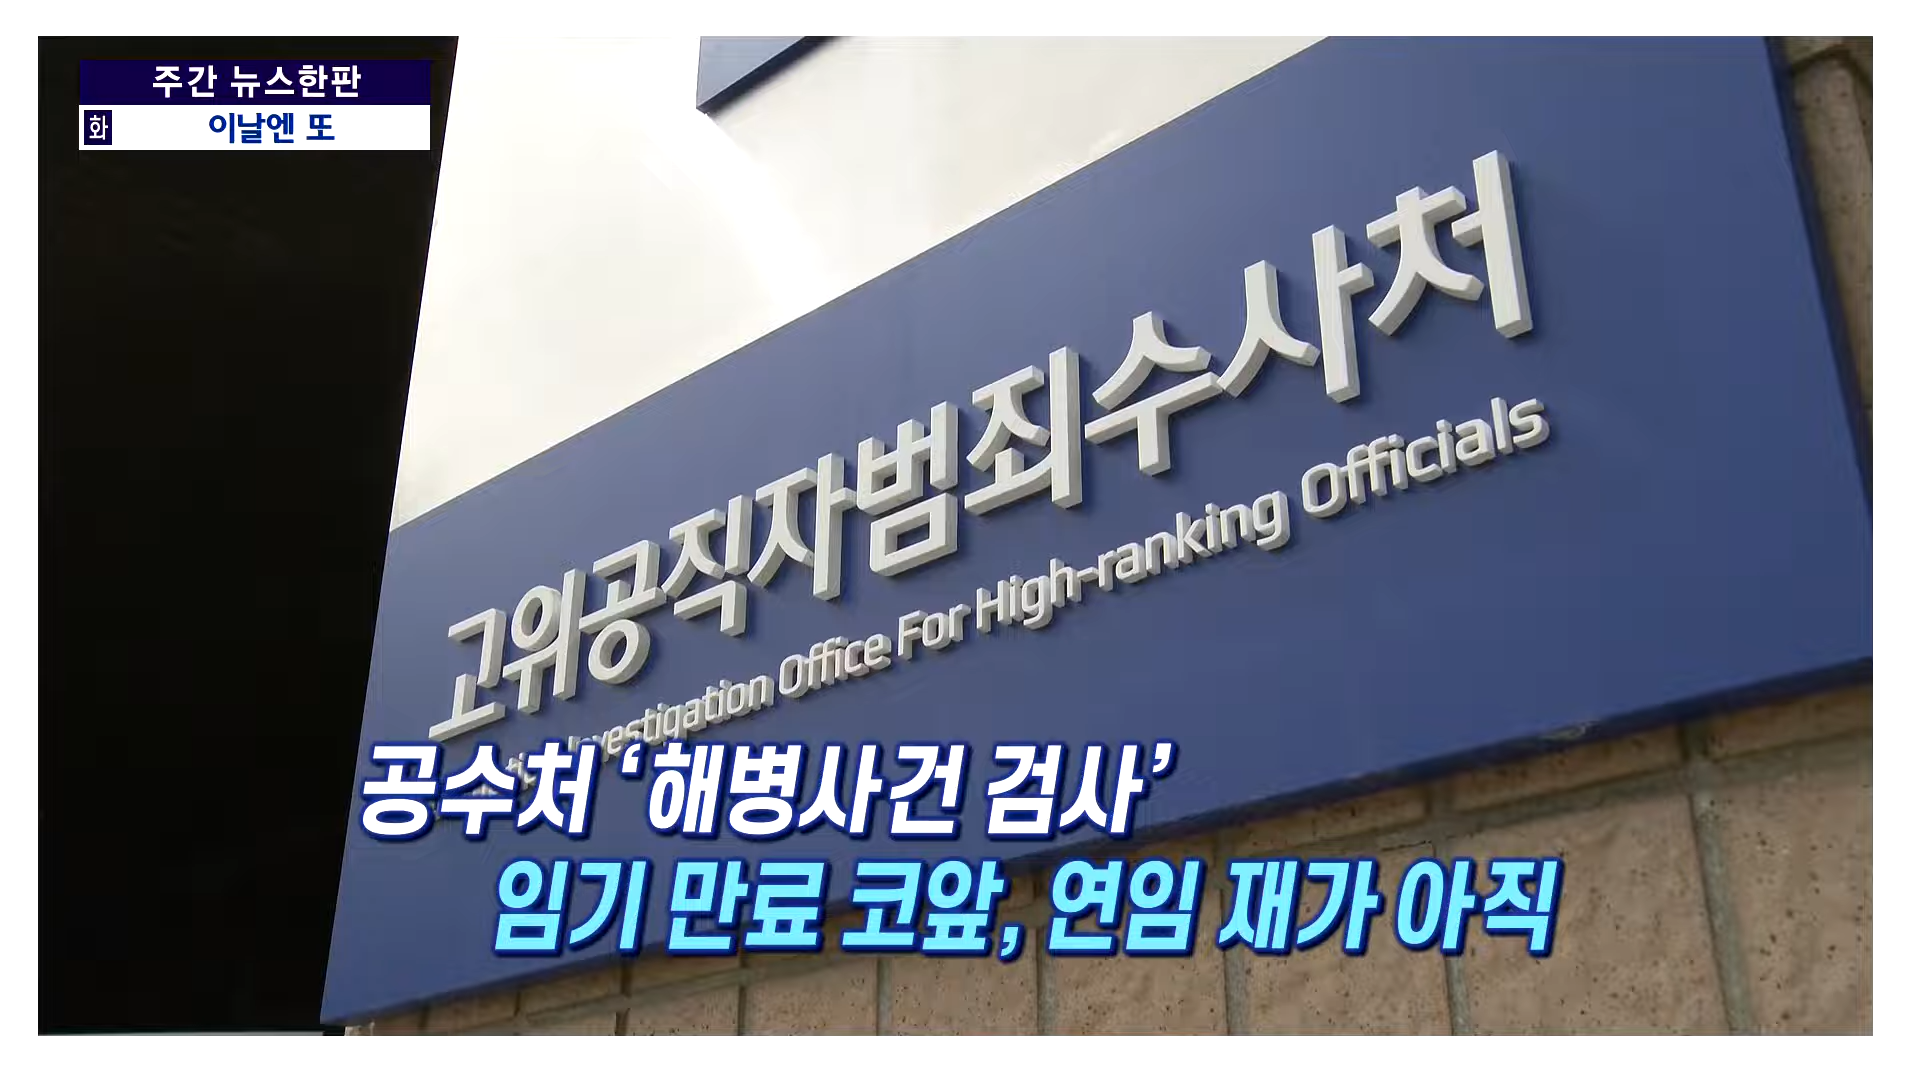 주간 뉴스한판
화 이날엔 또
고위공직자범죄수사처
Investigation Office For High-ranking Officials
공수처 ‘해병사건 검사’
임기 만료 코앞, 연임 재가 아직